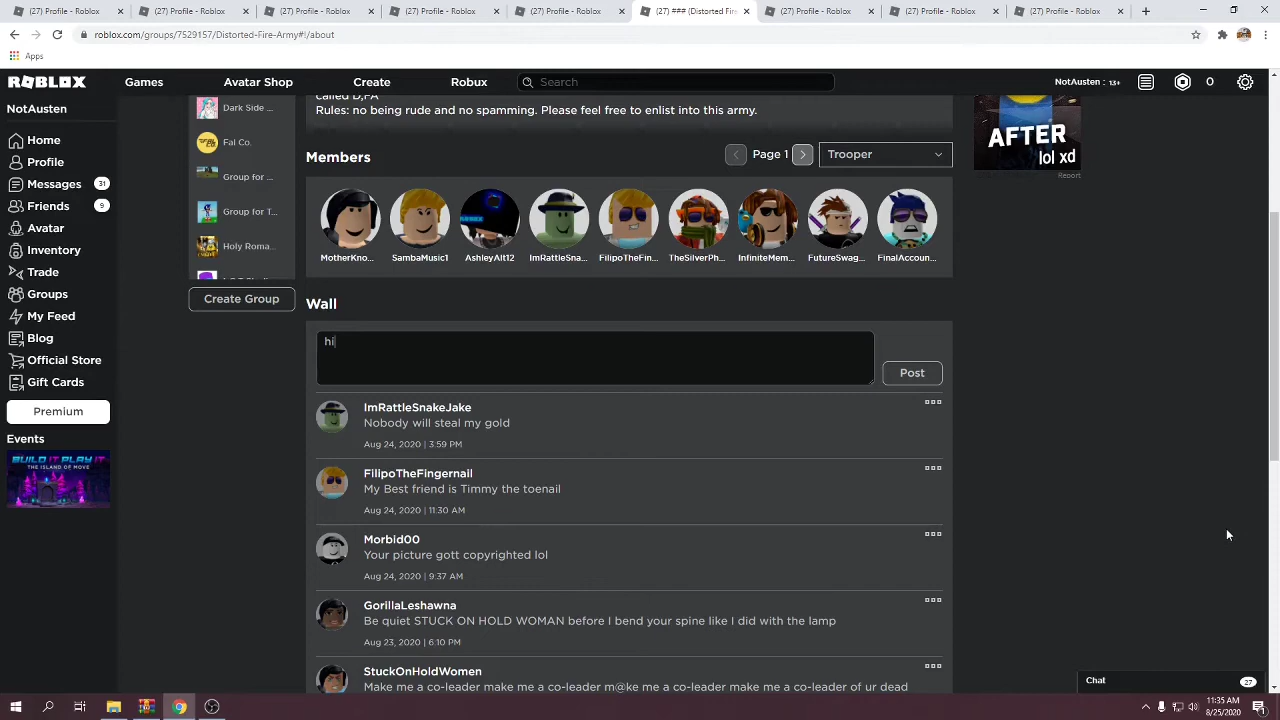 (27) Profile - Roblox
(27) Profile - Roblox
(27) Profile - Roblox
(27) Profile - Roblox
(27) Profile - Roblox
(27) ### (Distorted Fire
(27) Profile - Roblox
(27) Profile - Roblox
(27) Profile - Roblox
roblox.com/groups/7529157/Distorted-Fire-Army#!/about
Apps
ROBLOX Games Avatar Shop Create Robux Search NotAusten : 13+ 0
NotAusten
Home
Profile
Messages 31
Friends 9
Avatar
Inventory
Trade
Groups
My Feed
Blog
Official Store
Gift Cards
Premium
Events
BUILD IT PLAY IT
THE ISLAND OF MOVE
Dark Side ...
Fal Co.
Group for ...
Group for T...
Holy Roma...
Create Group
called D,FA
Rules: no being rude and no spamming. Please feel free to enlist into this army.
Members Page 1 Trooper
MotherKno... SambaMusic1 AshleyAlt12 ImRattleSna... FilipoTheFin... TheSilverPh... InfiniteMem... FutureSwag... FinalAccoun...
Wall
hi
Post
ImRattleSnakeJake
Nobody will steal my gold
Aug 24, 2020 | 3:59 PM
FilipoTheFingernail
My Best friend is Timmy the toenail
Aug 24, 2020 | 11:30 AM
Morbid00
Your picture gott copyrighted lol
Aug 24, 2020 | 9:37 AM
GorillaLeshawna
Be quiet STUCK ON HOLD WOMAN before I bend your spine like I did with the lamp
Aug 23, 2020 | 6:10 PM
StuckOnHoldWomen
Make me a co-leader make me a co-leader m@ke me a co-leader make me a co-leader of ur dead
AFTER
lol xd
Report
Chat 27
11:35 AM
8/25/2020